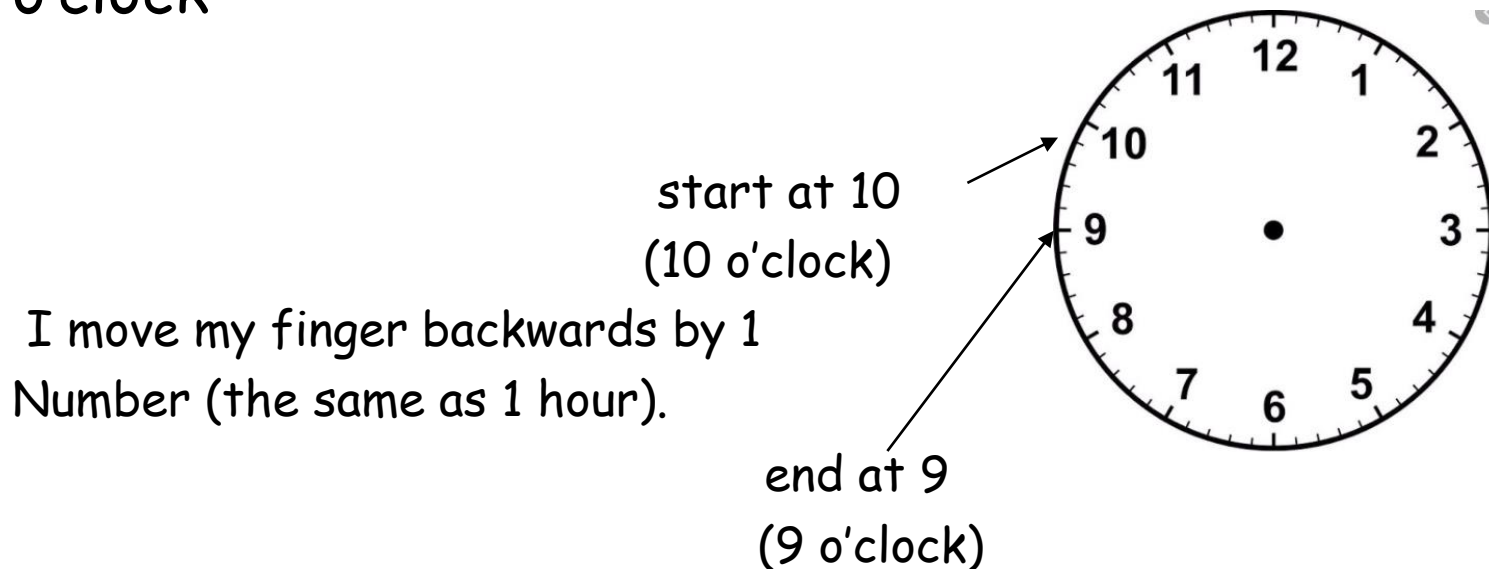 o'clock
start at 10
(10 o'clock)
I move my finger backwards by 1
Number (the same as 1 hour).
end at 9
(9 o'clock)
12
11
1
10
2
9
3
8
4
7
5
6